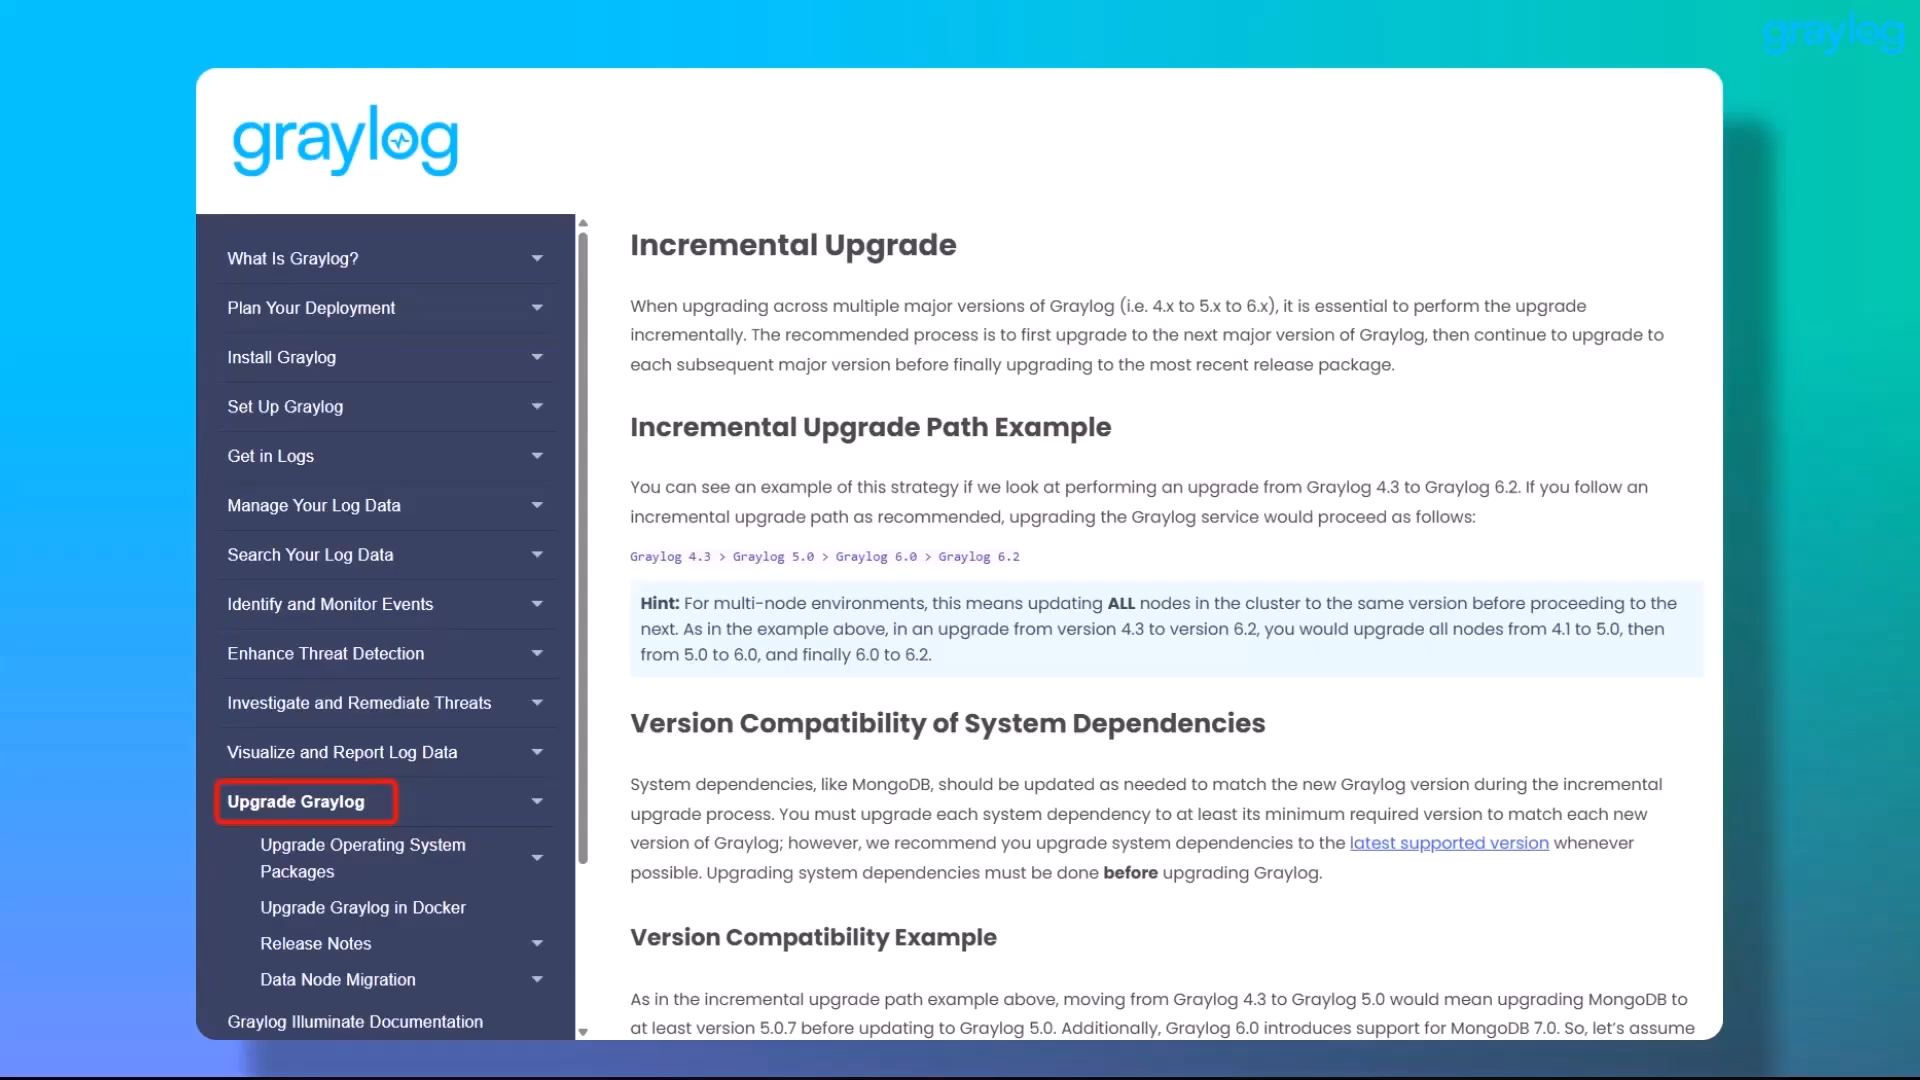 graylog
graylog
What Is Graylog?
Plan Your Deployment
Install Graylog
Set Up Graylog
Get in Logs
Manage Your Log Data
Search Your Log Data
Identify and Monitor Events
Enhance Threat Detection
Investigate and Remediate Threats
Visualize and Report Log Data
Upgrade Graylog
Upgrade Operating System
Packages
Upgrade Graylog in Docker
Release Notes
Data Node Migration
Graylog Illuminate Documentation
Incremental Upgrade
When upgrading across multiple major versions of Graylog (i.e. 4.x to 5.x to 6.x), it is essential to perform the upgrade
incrementally. The recommended process is to first upgrade to the next major version of Graylog, then continue to upgrade to
each subsequent major version before finally upgrading to the most recent release package.
Incremental Upgrade Path Example
You can see an example of this strategy if we look at performing an upgrade from Graylog 4.3 to Graylog 6.2. If you follow an
incremental upgrade path as recommended, upgrading the Graylog service would proceed as follows:
Graylog 4.3 > Graylog 5.0 > Graylog 6.0 > Graylog 6.2
Hint: For multi-node environments, this means updating ALL nodes in the cluster to the same version before proceeding to the
next. As in the example above, in an upgrade from version 4.3 to version 6.2, you would upgrade all nodes from 4.1 to 5.0, then
from 5.0 to 6.0, and finally 6.0 to 6.2.
Version Compatibility of System Dependencies
System dependencies, like MongoDB, should be updated as needed to match the new Graylog version during the incremental
upgrade process. You must upgrade each system dependency to at least its minimum required version to match each new
version of Graylog; however, we recommend you upgrade system dependencies to the latest supported version whenever
possible. Upgrading system dependencies must be done before upgrading Graylog.
Version Compatibility Example
As in the incremental upgrade path example above, moving from Graylog 4.3 to Graylog 5.0 would mean upgrading MongoDB to
at least version 5.0.7 before updating to Graylog 5.0. Additionally, Graylog 6.0 introduces support for MongoDB 7.0. So, let's assume